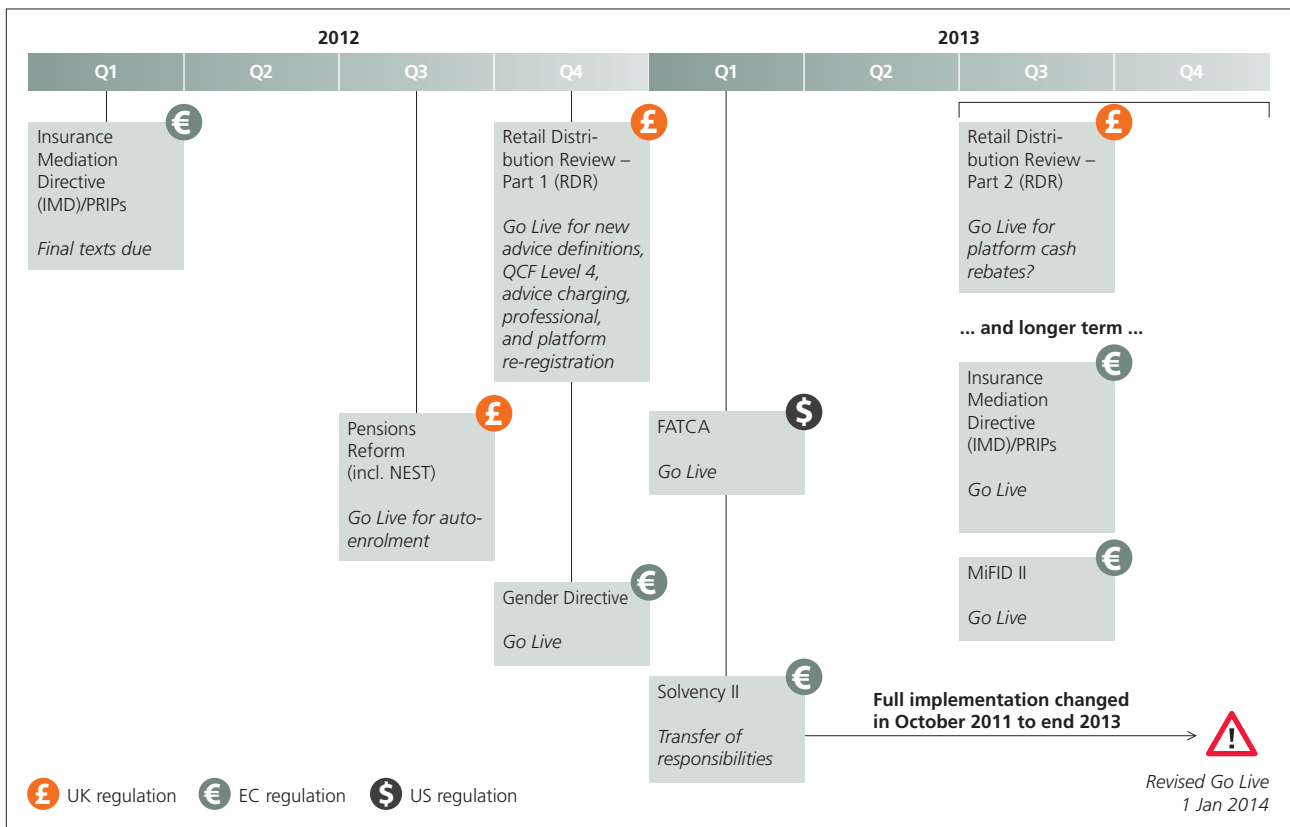 2012
2013
Q1
Q2
Q3
Q4
Q1
Q2
Q3
Q4
Insurance
Mediation
Directive
(IMD)/PRIPs
Final texts due
€
Pensions
Reform
(incl. NEST)
Go Live for auto-
enrolment
£
Retail Distri-
bution Review –
Part 1 (RDR)
Go Live for new
advice definitions,
QCF Level 4,
advice charging,
professional,
and platform
re-registration
£
Gender Directive
Go Live
€
FATCA
Go Live
$
Solvency II
Transfer of
responsibilities
€
Full implementation changed
in October 2011 to end 2013
!
Revised Go Live
1 Jan 2014
Retail Distri-
bution Review –
Part 2 (RDR)
Go Live for
platform cash
rebates?
£
... and longer term ...
Insurance
Mediation
Directive
(IMD)/PRIPs
Go Live
€
MiFID II
Go Live
€
£ UK regulation
€ EC regulation
$ US regulation